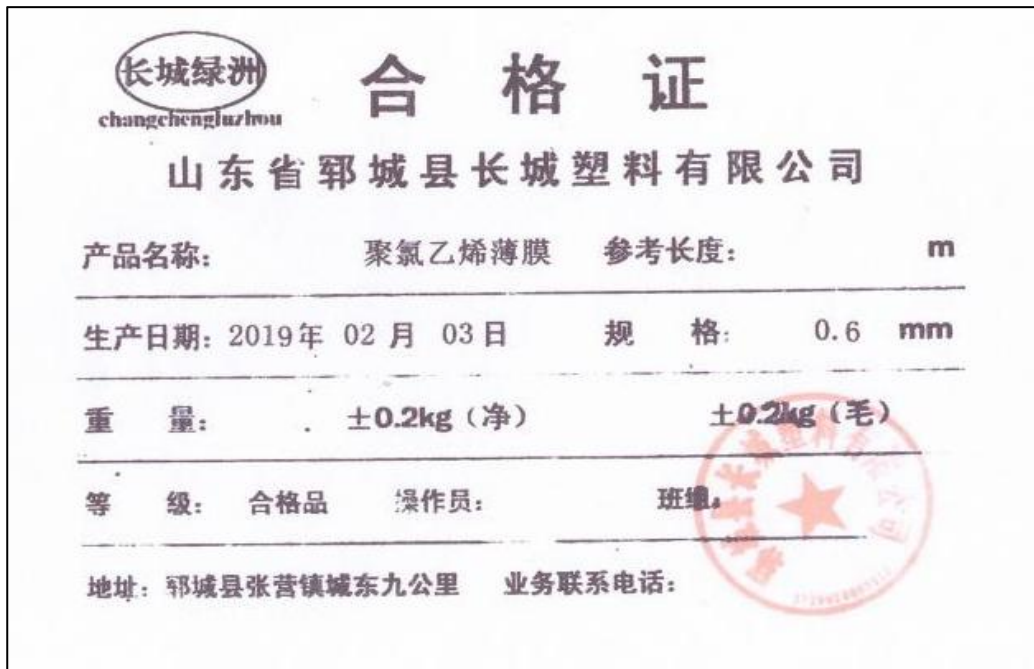 长城绿洲
changchengluzhou
合格证
山东省郓城县长城塑料有限公司
产品名称: 聚氯乙烯薄膜 参考长度: m
生产日期: 2019年 02月 03日 规 格: 0.6 mm
重 量: ±0.2kg（净） ±0.2kg（毛）
等 级: 合格品 操作员: 班组:
地址: 郓城县张营镇城东九公里 业务联系电话: